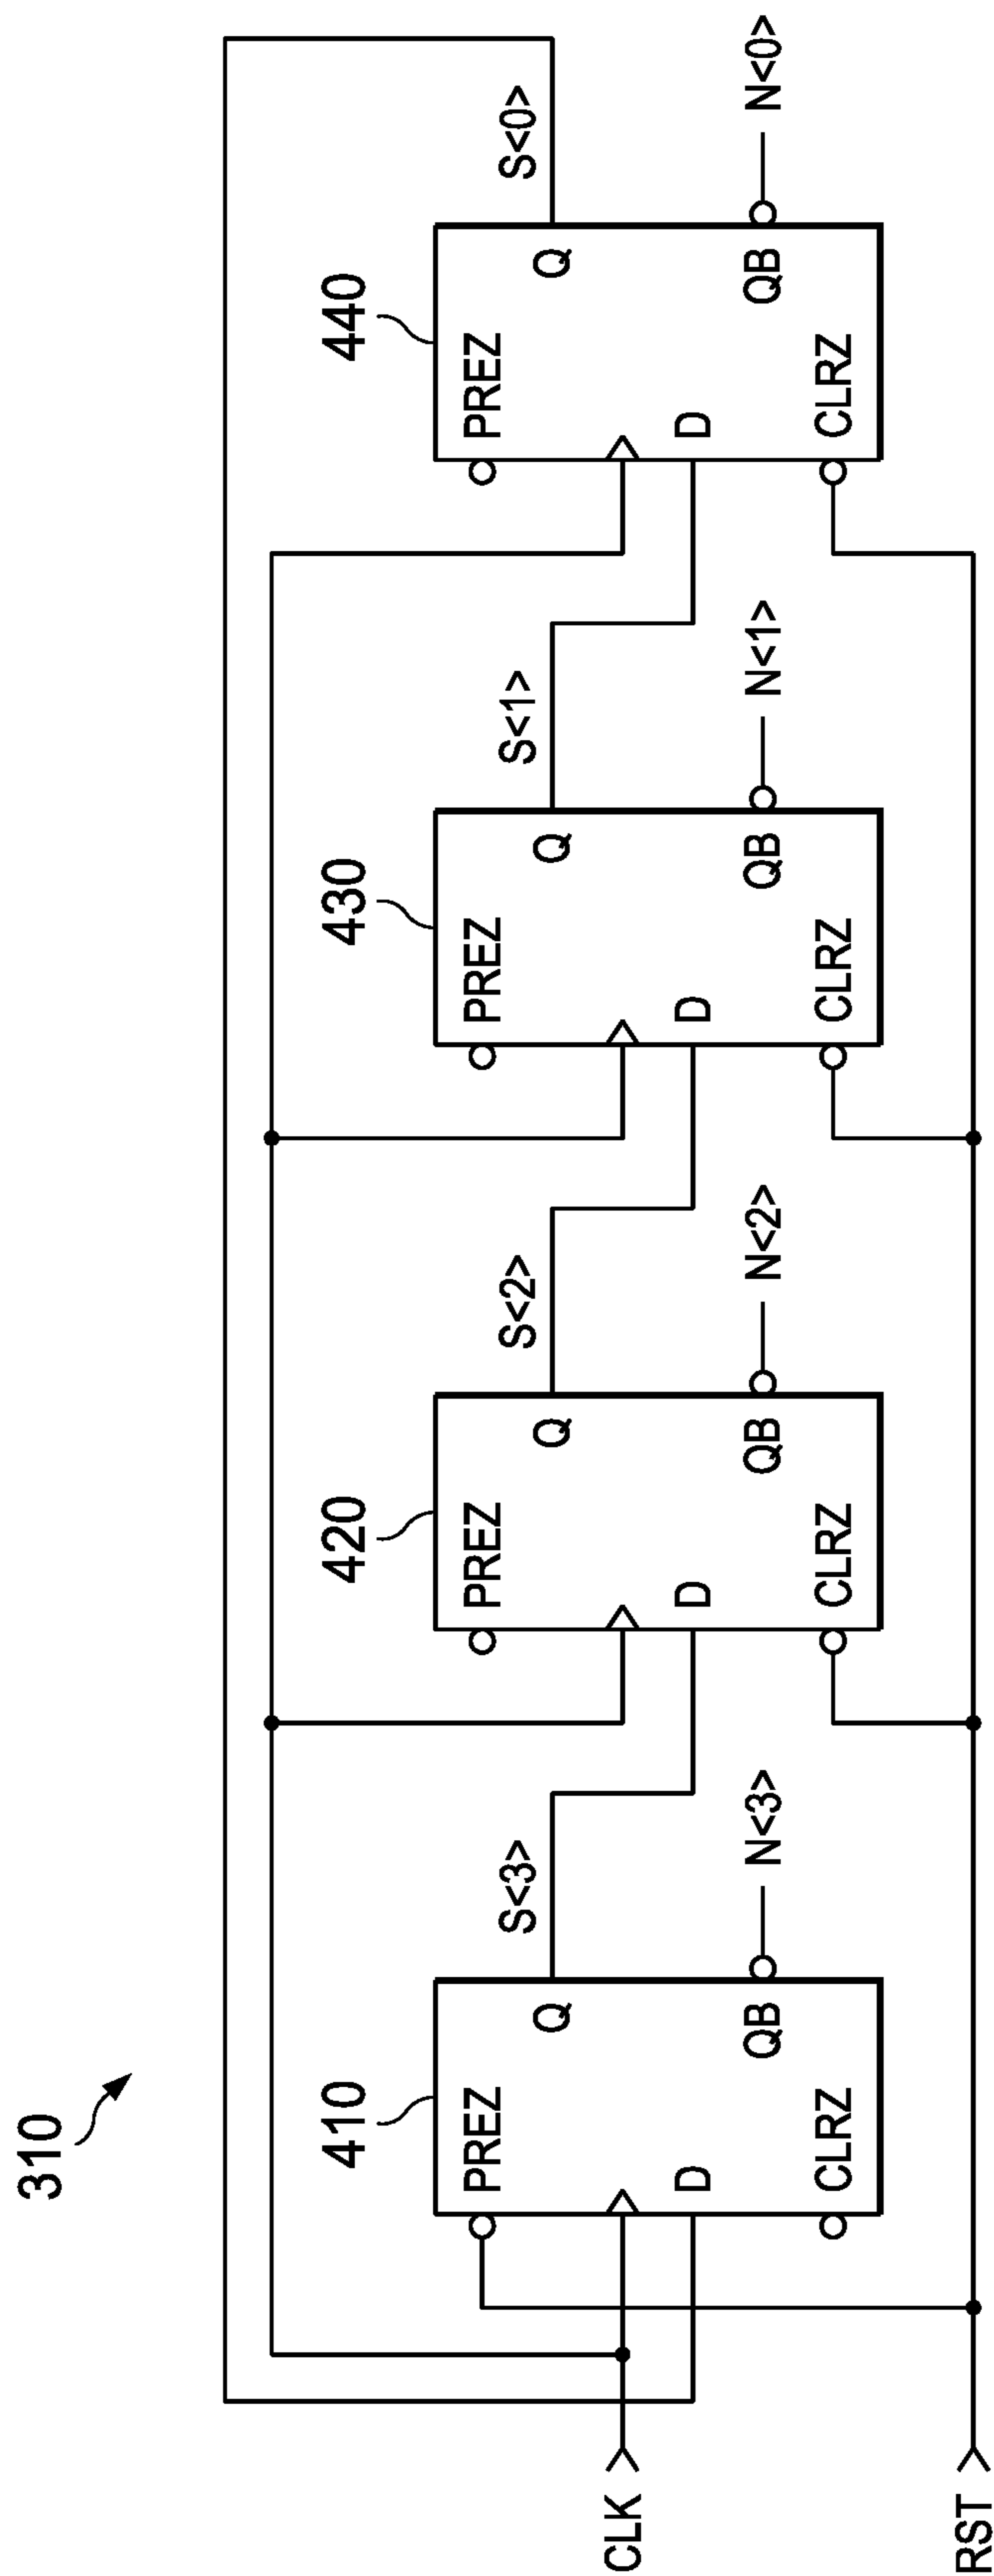 310
410
PREZ
Q
D
QB
CLRZ
S<3>
N<3>
420
PREZ
Q
D
QB
CLRZ
S<2>
N<2>
430
PREZ
Q
D
QB
CLRZ
S<1>
N<1>
440
PREZ
Q
D
QB
CLRZ
S<0>
N<0>
CLK
RST